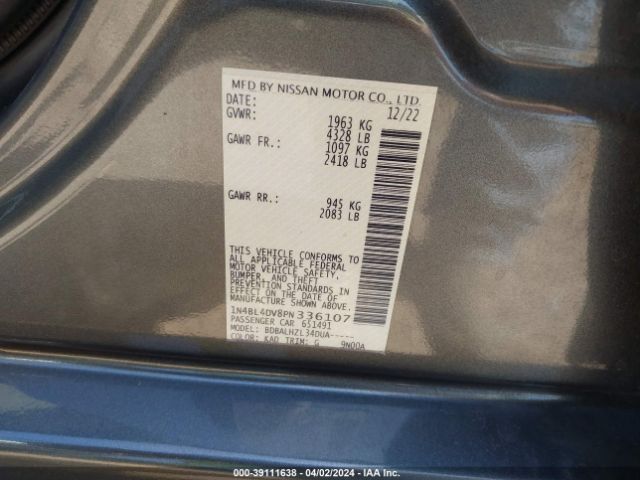 MFD BY NISSAN MOTOR CO., LTD.
DATE: 12/22
GVWR: 1963 KG
4328 LB
GAWR FR.: 1097 KG
2418 LB
GAWR RR.: 945 KG
2083 LB
THIS VEHICLE CONFORMS TO
ALL APPLICABLE FEDERAL
MOTOR VEHICLE SAFETY,
BUMPER, AND THEFT
PREVENTION STANDARDS
IN EFFECT ON THE DATE OF
MANUFACTURE SHOWN ABOVE.
1N4BL4DV8PN336107
PASSENGER CAR 651491
MODEL: BDBALHZL34DUA-----
COLOR: KAD TRIM: G 9N00A
000-39111638 - 04/02/2024 - IAA Inc.